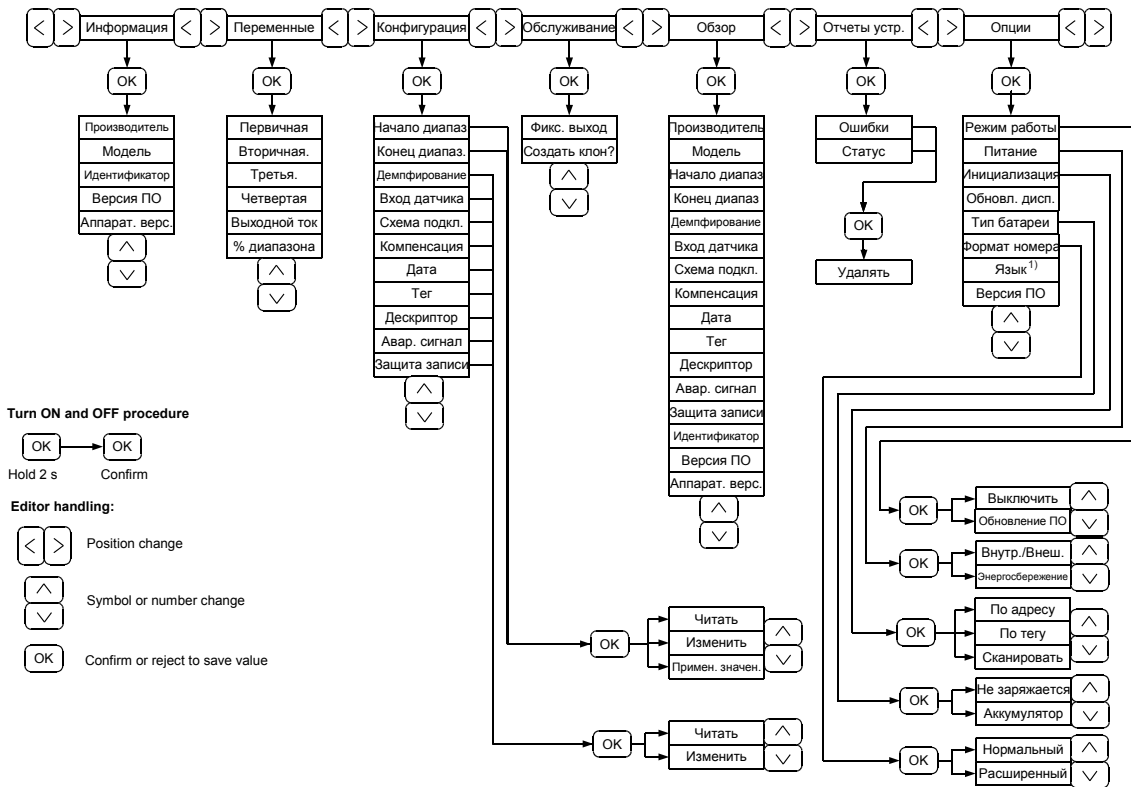 Информация
Переменные
Конфигурация
Обслуживание
Обзор
Отчеты устр.
Опции
OK
OK
OK
OK
OK
OK
OK
Производитель
Модель
Идентификатор
Версия ПО
Аппарат. верс.
Первичная
Вторичная.
Третья.
Четвертая
Выходной ток
% диапазона
Начало диапаз
Конец диапаз.
Демпфирование
Вход датчика
Схема подкл.
Компенсация
Дата
Тег
Дескриптор
Авар. сигнал
Защита записи
Фикс. выход
Создать клон?
Производитель
Модель
Начало диапаз
Конец диапаз
Демпфирование
Вход датчика
Схема подкл.
Компенсация
Дата
Тег
Дескриптор
Авар. сигнал
Защита записи
Идентификатор
Версия ПО
Аппарат. верс.
Ошибки
Статус
OK
Удалять
Режим работы
Питание
Инициализация
Обновл. дисп.
Тип батареи
Формат номера
Язык 1)
Версия ПО
Turn ON and OFF procedure
OK OK
Hold 2 s Confirm
Editor handling:
Position change
Symbol or number change
OK Confirm or reject to save value
OK
Читать
Изменить
Примен. значен.
OK
Читать
Изменить
OK
Выключить
Обновление ПО
OK
Внутр./Внеш.
Энергосбережение
OK
По адресу
По тегу
Сканировать
OK
Не заряжается
Аккумулятор
OK
Нормальный
Расширенный